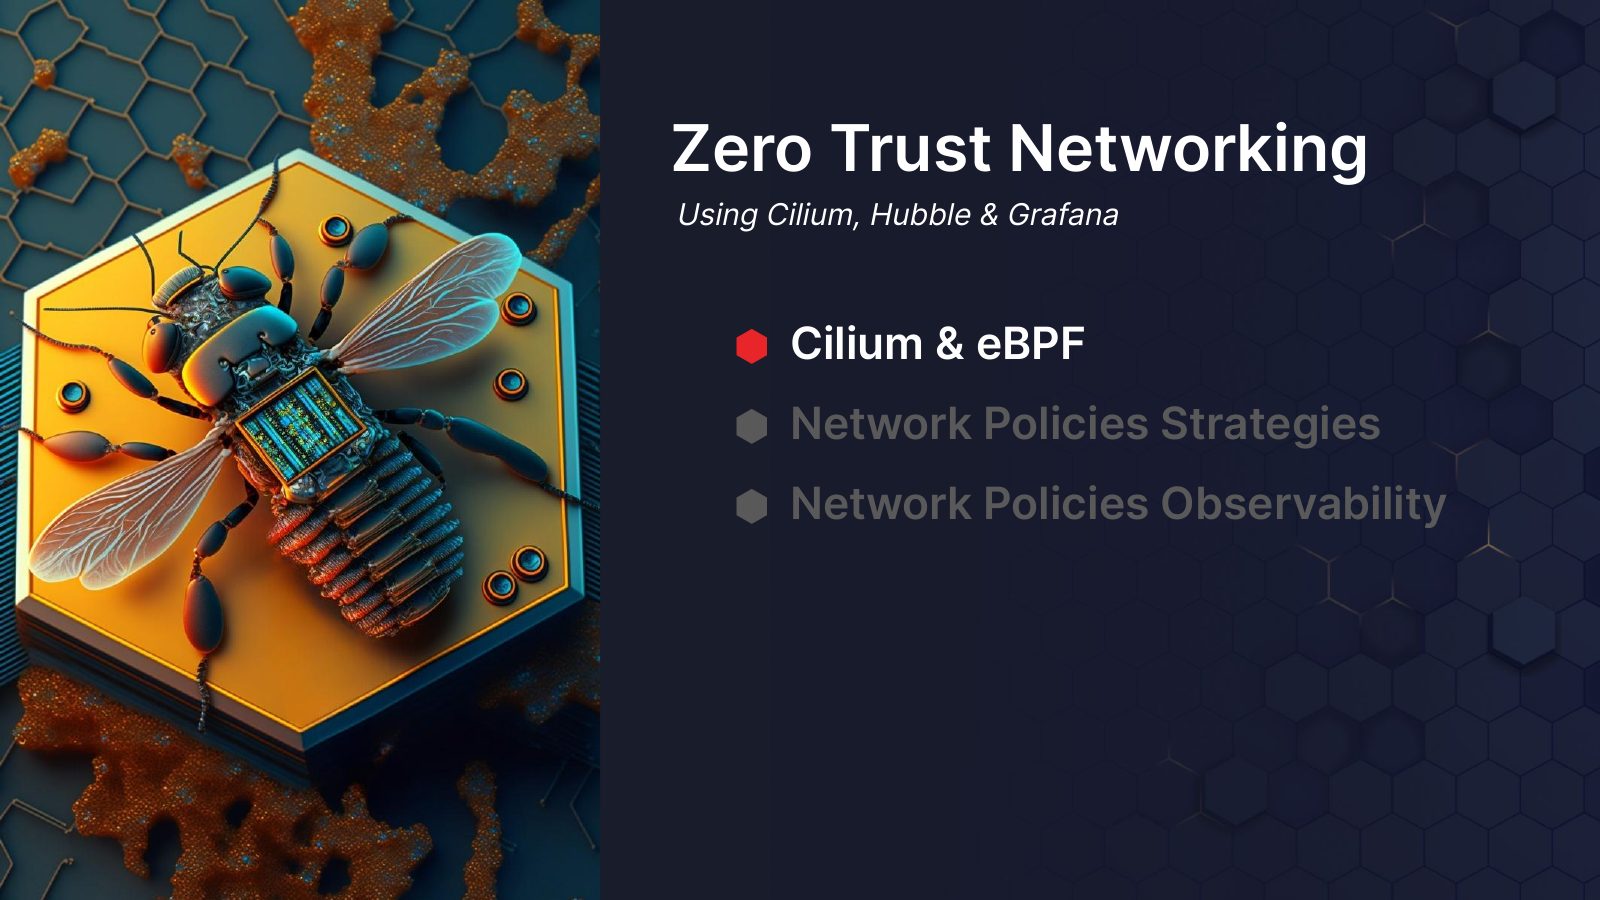 Zero Trust Networking
Using Cilium, Hubble & Grafana
Cilium & eBPF
Network Policies Strategies
Network Policies Observability